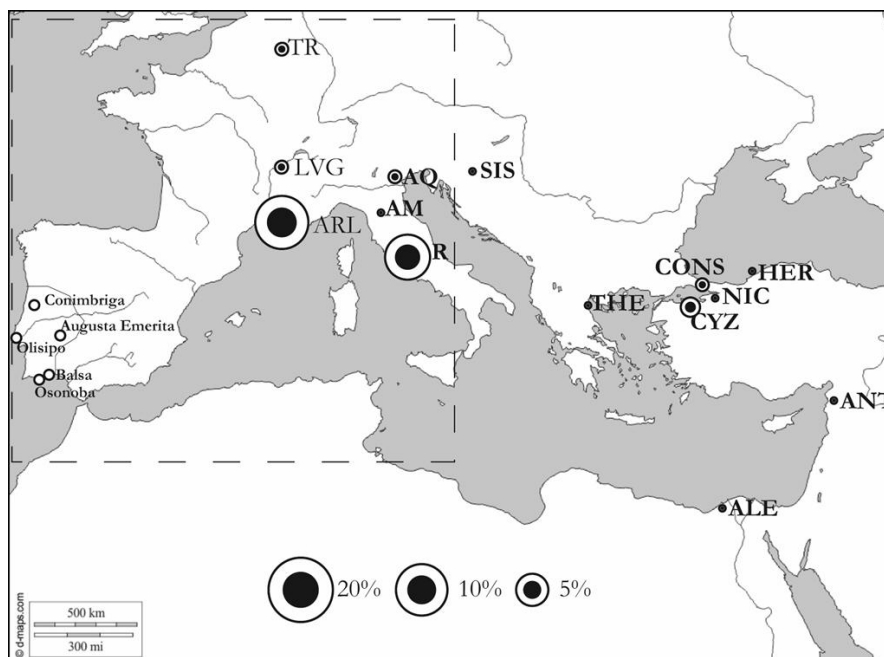 TR
LVG
AQ
SIS
AM
ARL
R
CONS
HER
NIC
THE
CYZ
Conimbriga
Augusta Emerita
Olisipo
Balsa
Osonoba
ANT
ALE
20%
10%
5%
500 km
300 mi
© d-maps.com